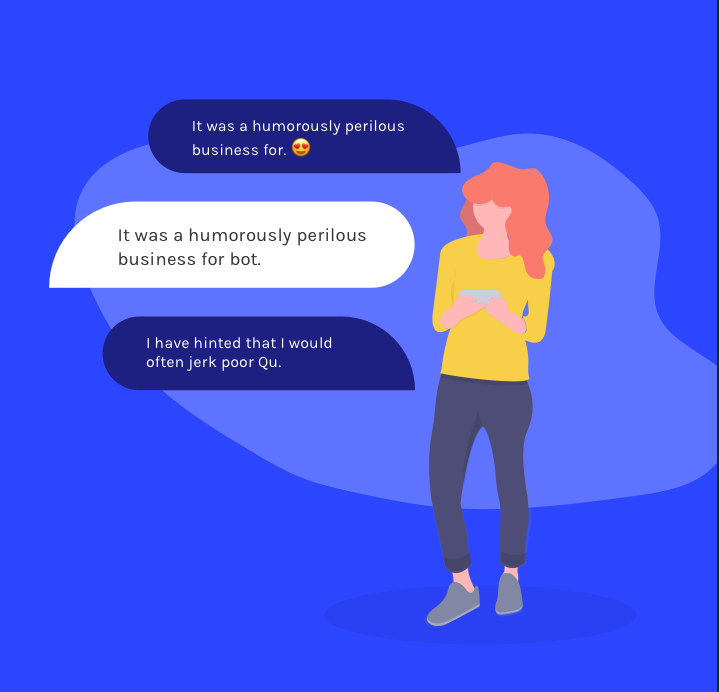 It was a humorously perilous
business for. 😍
It was a humorously perilous
business for bot.
I have hinted that I would
often jerk poor Qu.